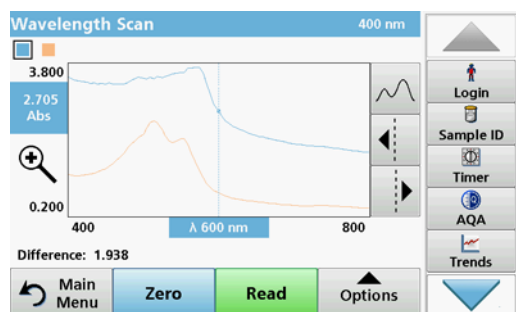 Wavelength Scan
400 nm
3.800
2.705
Abs
0.200
400
λ 600 nm
800
Difference: 1.938
Main
Menu
Zero
Read
Options
Login
Sample ID
Timer
AQA
Trends